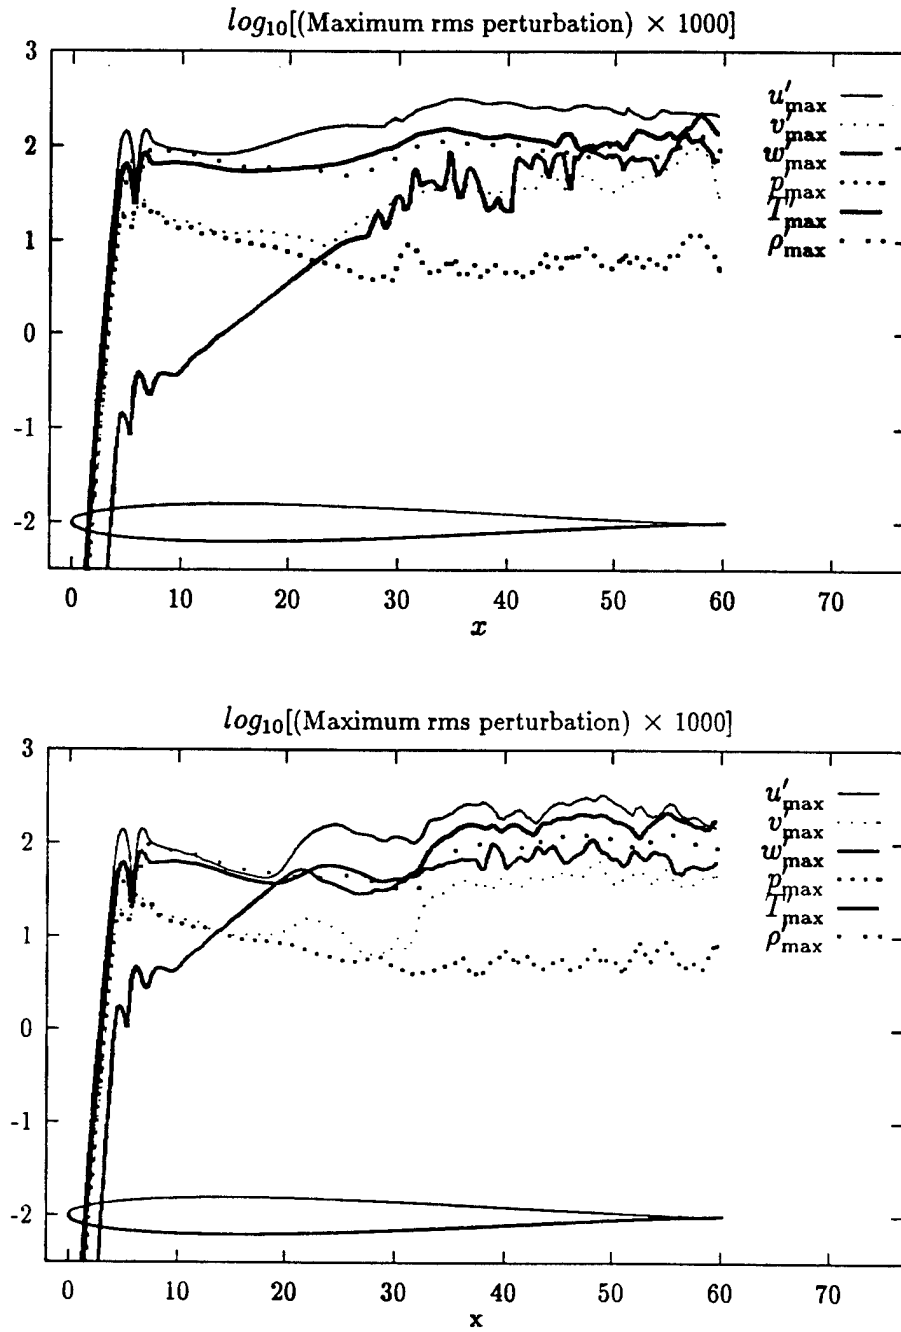 log₁₀[(Maximum rms perturbation) × 1000]
3
u′max
v′max
2
w′max
p′max
T′max
1
ρ′max
0
-1
-2
0 10 20 30 40 50 60 70
x
log₁₀[(Maximum rms perturbation) × 1000]
3
u′max
v′max
2
w′max
p′max
T′max
1
ρ′max
0
-1
-2
0 10 20 30 40 50 60 70
x